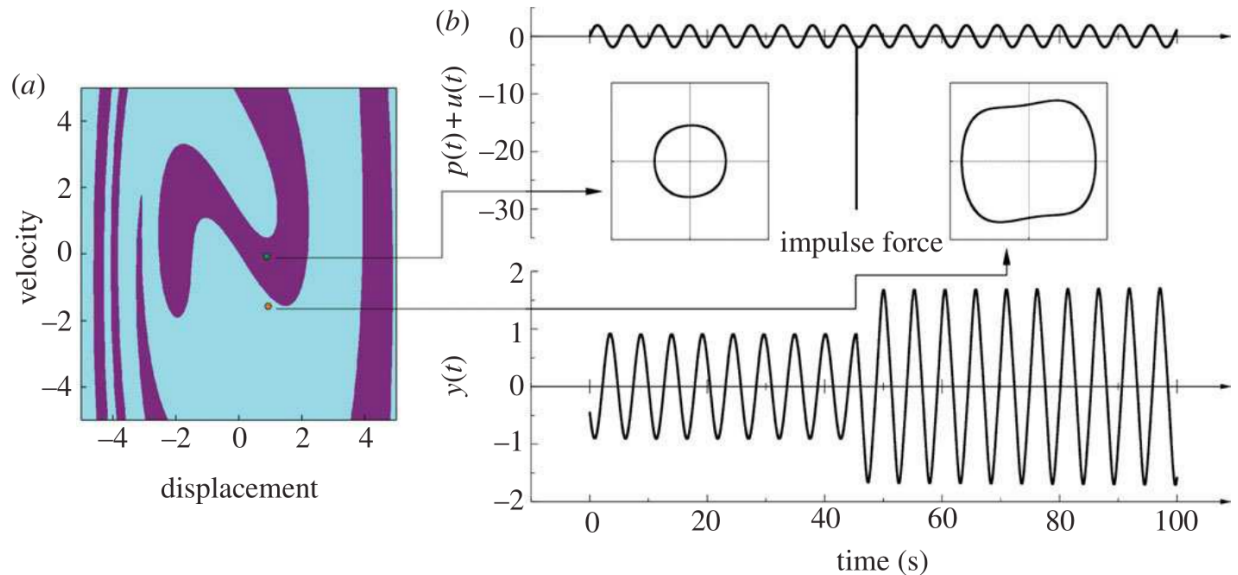 (a)
4
2
0
–2
–4
velocity
–4 –2 0 2 4
displacement
(b)
0
–10
–20
–30
p(t) + u(t)
impulse force
2
1
0
–1
–2
y(t)
0 20 40 60 80 100
time (s)